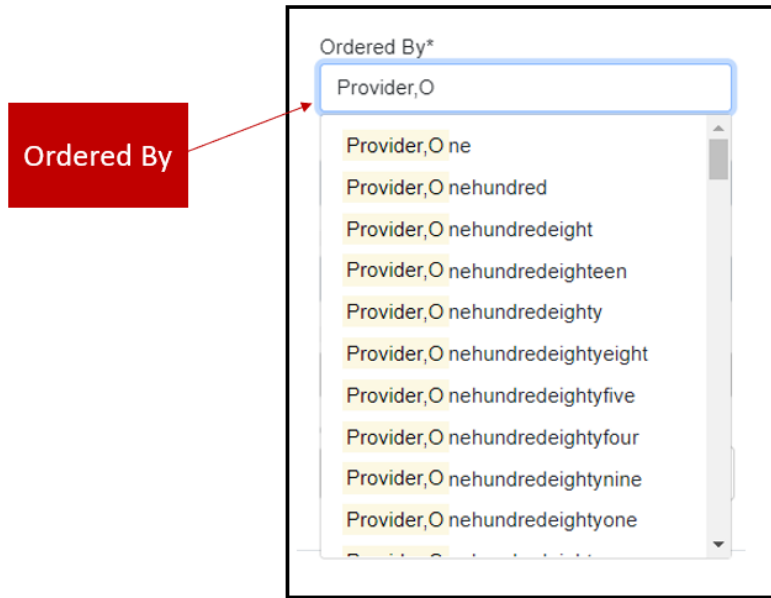 Ordered By*
Provider,O
Ordered By
Provider,One
Provider,Onehundred
Provider,Onehundredeight
Provider,Onehundredeighteen
Provider,Onehundredeighty
Provider,Onehundredeightyeight
Provider,Onehundredeightyfive
Provider,Onehundredeightyfour
Provider,Onehundredeightynine
Provider,Onehundredeightyone